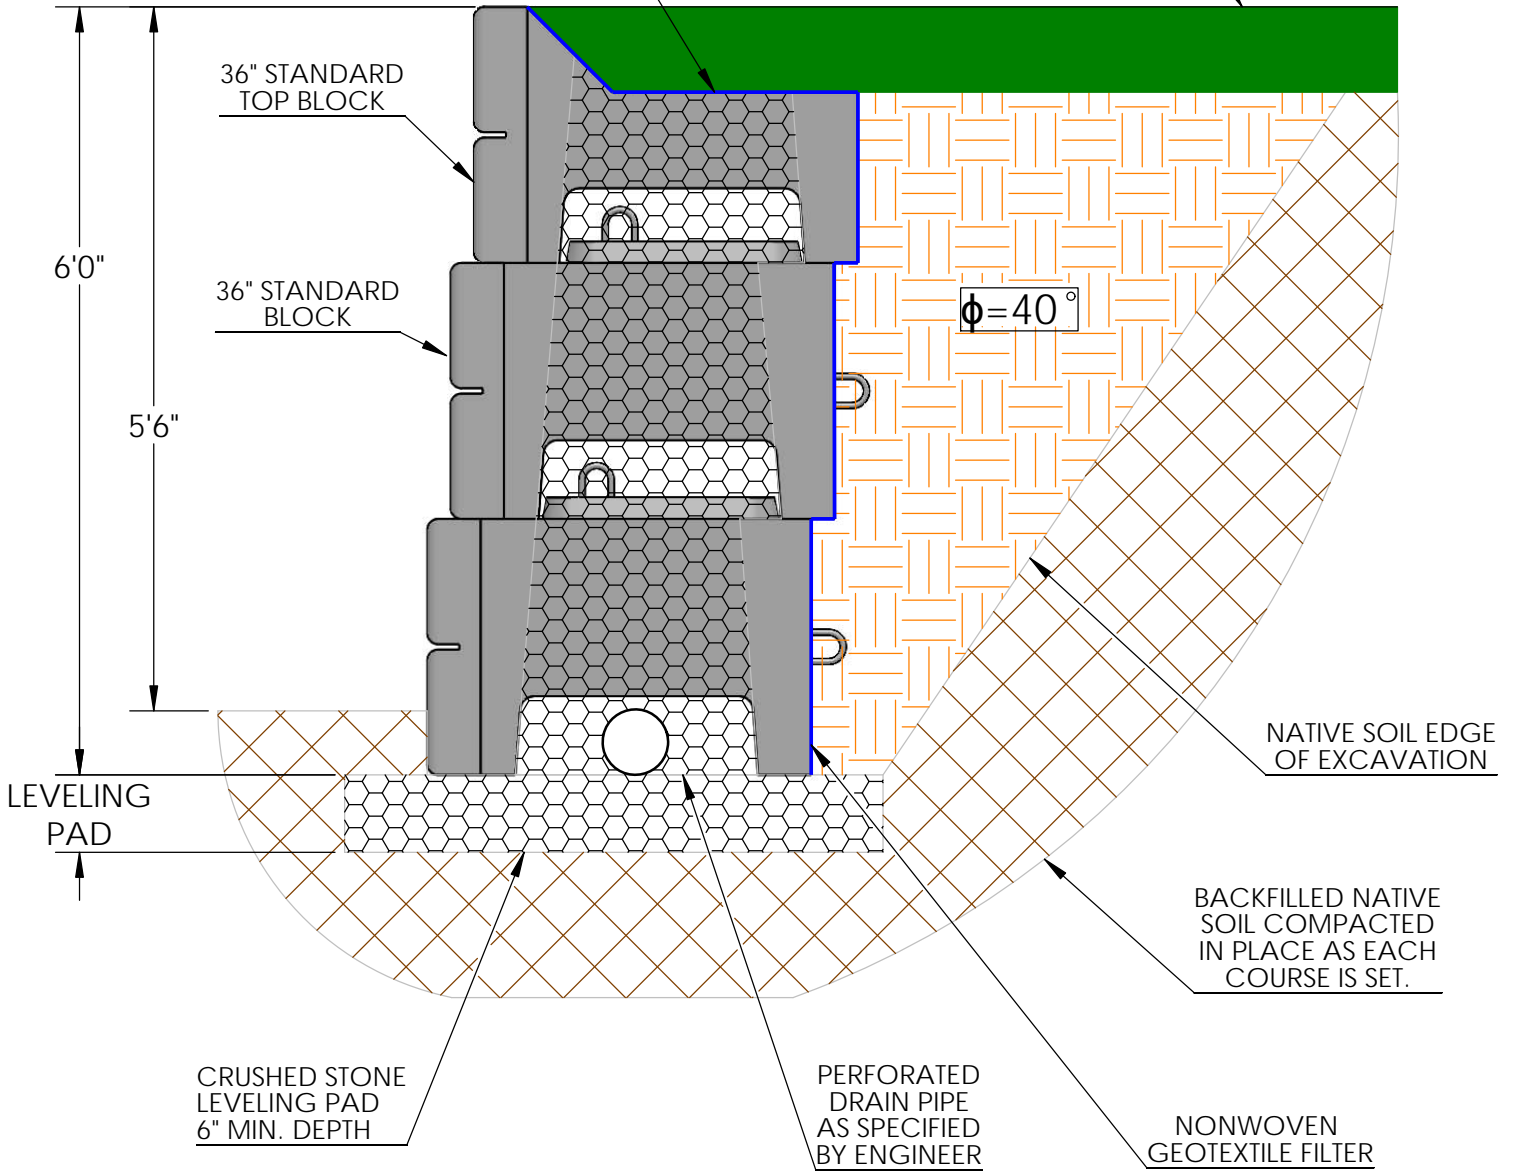 36" STANDARD
TOP BLOCK
6'0"
36" STANDARD
BLOCK
ϕ=40°
5'6"
NATIVE SOIL EDGE
OF EXCAVATION
LEVELING
PAD
BACKFILLED NATIVE
SOIL COMPACTED
IN PLACE AS EACH
COURSE IS SET.
CRUSHED STONE
LEVELING PAD
6" MIN. DEPTH
PERFORATED
DRAIN PIPE
AS SPECIFIED
BY ENGINEER
NONWOVEN
GEOTEXTILE FILTER